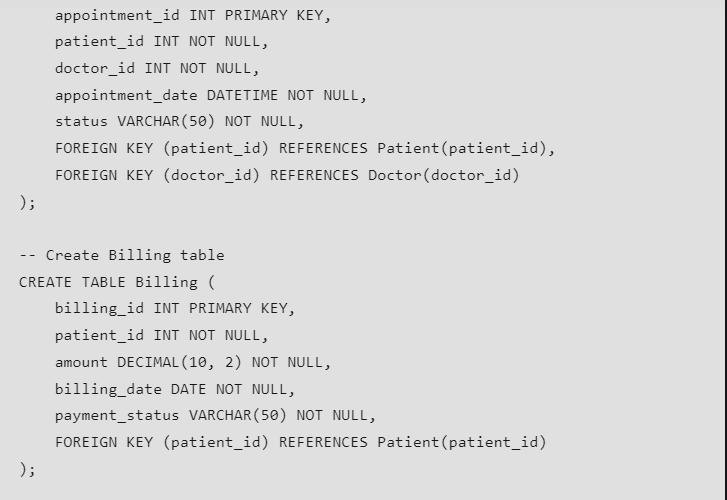 appointment_id INT PRIMARY KEY,
patient_id INT NOT NULL,
doctor_id INT NOT NULL,
appointment_date DATETIME NOT NULL,
status VARCHAR(50) NOT NULL,
FOREIGN KEY (patient_id) REFERENCES Patient(patient_id),
FOREIGN KEY (doctor_id) REFERENCES Doctor(doctor_id)
);
-- Create Billing table
CREATE TABLE Billing (
billing_id INT PRIMARY KEY,
patient_id INT NOT NULL,
amount DECIMAL(10, 2) NOT NULL,
billing_date DATE NOT NULL,
payment_status VARCHAR(50) NOT NULL,
FOREIGN KEY (patient_id) REFERENCES Patient(patient_id)
);